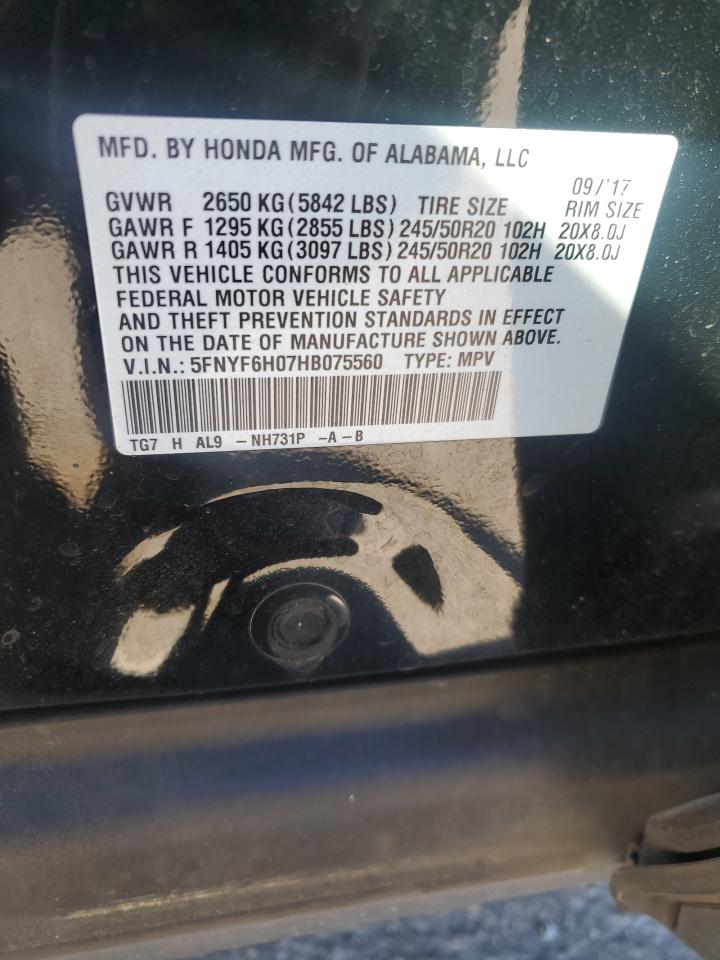 MFD. BY HONDA MFG. OF ALABAMA, LLC
09/'17
GVWR 2650 KG (5842 LBS) TIRE SIZE RIM SIZE
GAWR F 1295 KG (2855 LBS) 245/50R20 102H 20X8.0J
GAWR R 1405 KG (3097 LBS) 245/50R20 102H 20X8.0J
THIS VEHICLE CONFORMS TO ALL APPLICABLE
FEDERAL MOTOR VEHICLE SAFETY
AND THEFT PREVENTION STANDARDS IN EFFECT
ON THE DATE OF MANUFACTURE SHOWN ABOVE.
V.I.N.: 5FNYF6H07HB075560 TYPE: MPV
TG7 H AL9 -NH731P -A-B